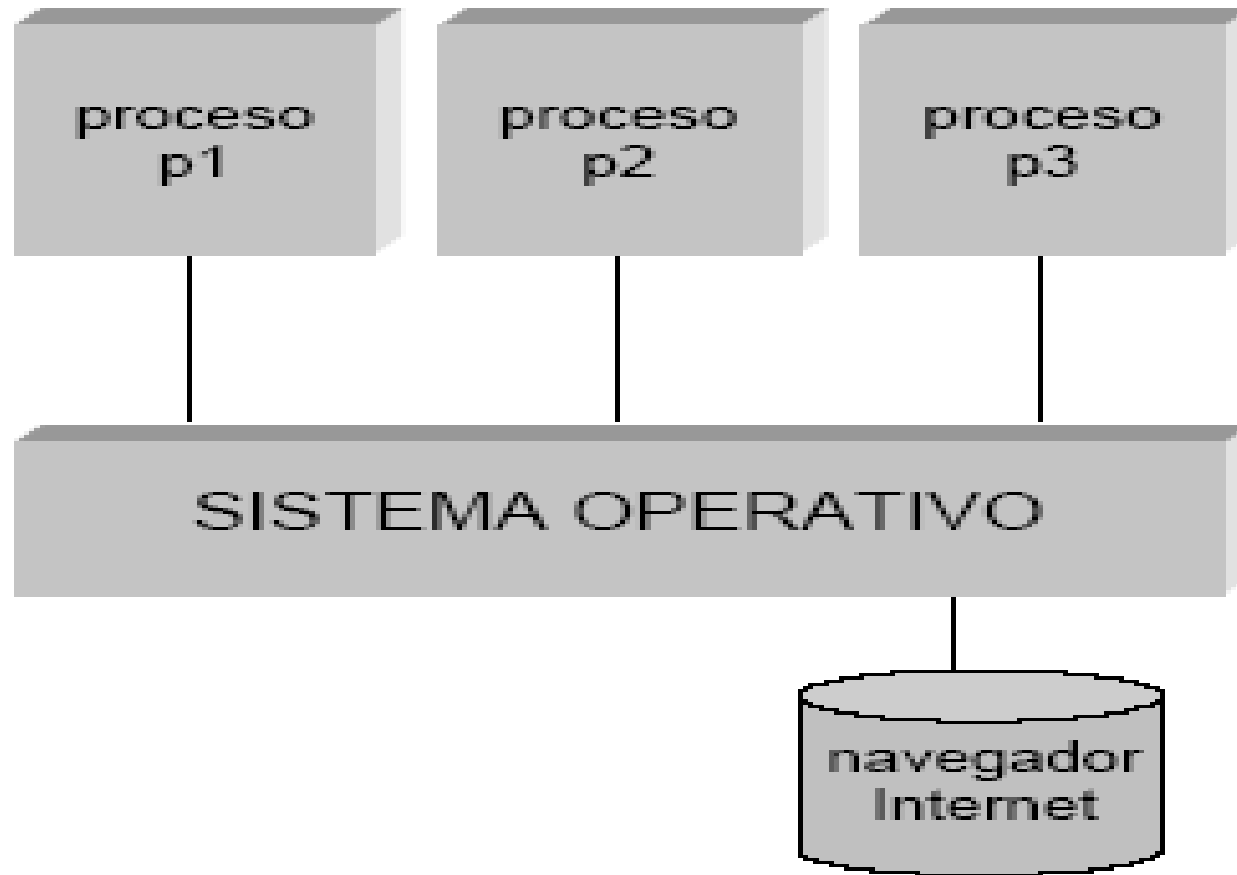 proceso
p1
proceso
p2
proceso
p3
SISTEMA OPERATIVO
navegador
Internet